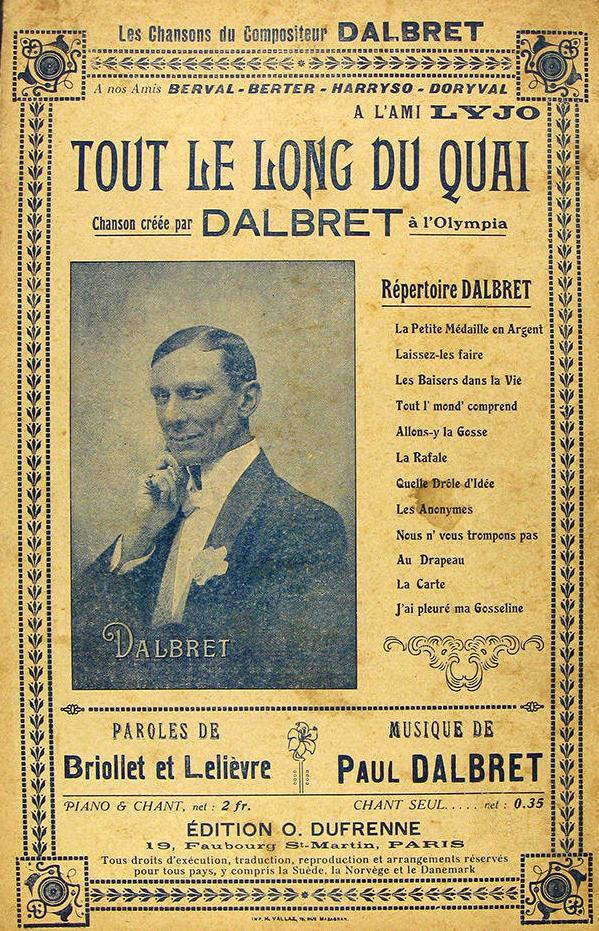 Les Chansons du Compositeur DALBRET
A nos Amis BERVAL - BERTER - HARRYSO - DORYVAL
A L'AMI LYJO
TOUT LE LONG DU QUAI
Chanson créée par DALBRET à l'Olympia
Répertoire DALBRET
La Petite Médaille en Argent
Laissez-les faire
Les Baisers dans la Vie
Tout l' mond' comprend
Allons-y la Gosse
La Rafale
Quelle Drôle d'Idée
Les Anonymes
Nous n' vous trompons pas
Au Drapeau
La Carte
J'ai pleuré ma Gosseline
DALBRET
PAROLES DE
Briollet et Lelièvre
MUSIQUE DE
PAUL DALBRET
PIANO & CHANT, net : 2 fr.
CHANT SEUL..... net : 0.35
ÉDITION O. DUFRENNE
19, Faubourg St-Martin, PARIS
Tous droits d'exécution, traduction, reproduction et arrangements réservés
pour tous pays, y compris la Suède, la Norvège et le Danemark
IMP. H. VALLAZ, 15, RUE MAZAGRAN.